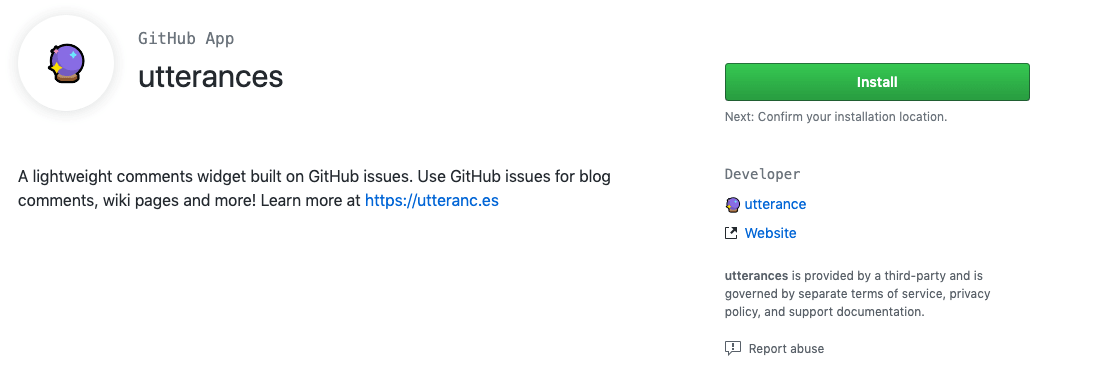 GitHub App
utterances
Install
Next: Confirm your installation location.
A lightweight comments widget built on GitHub issues. Use GitHub issues for blog
comments, wiki pages and more! Learn more at https://utteranc.es
Developer
utterance
Website
utterances is provided by a third-party and is
governed by separate terms of service, privacy
policy, and support documentation.
Report abuse